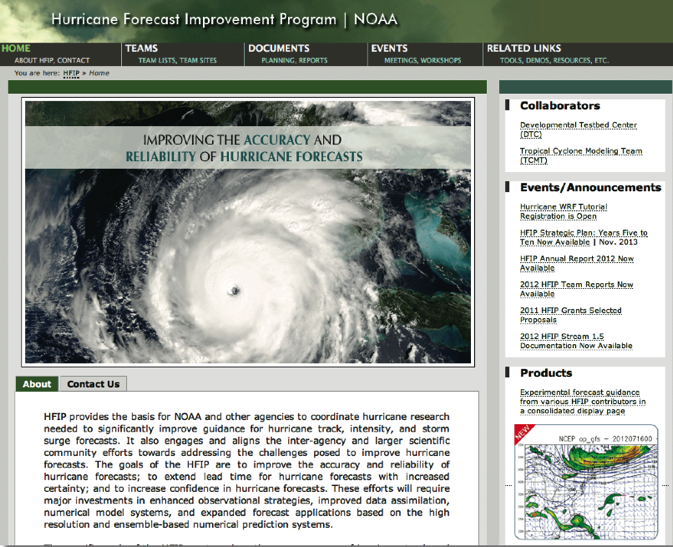 Hurricane Forecast Improvement Program | NOAA
HOME
ABOUT HFIP, CONTACT
TEAMS
TEAM LISTS, TEAM SITES
DOCUMENTS
PLANNING, REPORTS
EVENTS
MEETINGS, WORKSHOPS
RELATED LINKS
TOOLS, DEMOS, RESOURCES, ETC.
You are here: HFIP » Home
IMPROVING THE ACCURACY AND
RELIABILITY OF HURRICANE FORECASTS
About
Contact Us
HFIP provides the basis for NOAA and other agencies to coordinate hurricane research
needed to significantly improve guidance for hurricane track, intensity, and storm
surge forecasts. It also engages and aligns the inter-agency and larger scientific
community efforts towards addressing the challenges posed to improve hurricane
forecasts. The goals of the HFIP are to improve the accuracy and reliability of
hurricane forecasts; to extend lead time for hurricane forecasts with increased
certainty; and to increase confidence in hurricane forecasts. These efforts will require
major investments in enhanced observational strategies, improved data assimilation,
numerical model systems, and expanded forecast applications based on the high
resolution and ensemble-based numerical prediction systems.
Collaborators
Developmental Testbed Center
(DTC)
Tropical Cyclone Modeling Team
(TCMT)
Events/Announcements
Hurricane WRF Tutorial
Registration is Open
HFIP Strategic Plan: Years Five to
Ten Now Available | Nov. 2013
HFIP Annual Report 2012 Now
Available
2012 HFIP Team Reports Now
Available
2011 HFIP Grants Selected
Proposals
2012 HFIP Stream 1.5
Documentation Now Available
Products
Experimental forecast guidance
from various HFIP contributors in
a consolidated display page
NEW
NCEP op_gfs - 2012071600